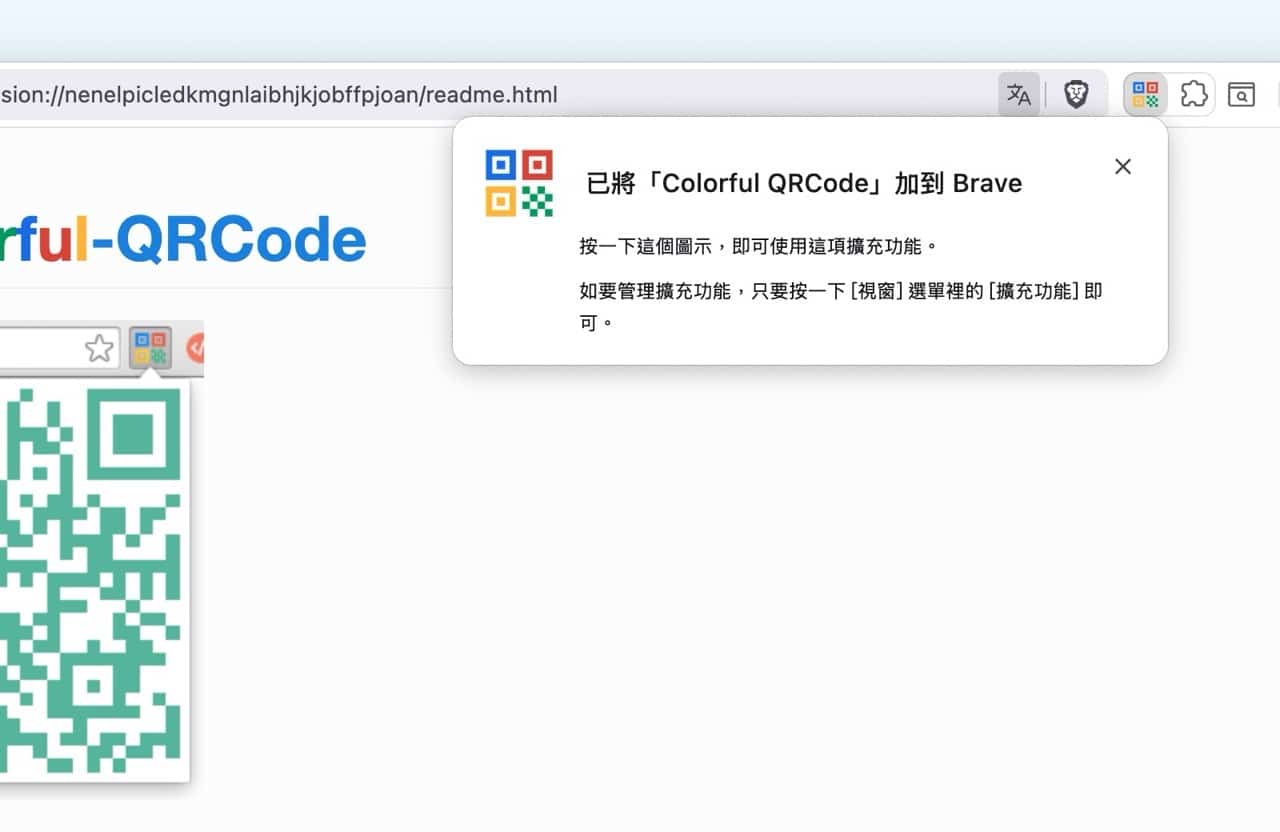 sion://nenelpicledkmgnlaibhjkjobffpjoan/readme.html
已將「Colorful QRCode」加到 Brave
按一下這個圖示，即可使用這項擴充功能。
如要管理擴充功能，只要按一下 [視窗] 選單裡的 [擴充功能] 即
可。
rful-QRCode